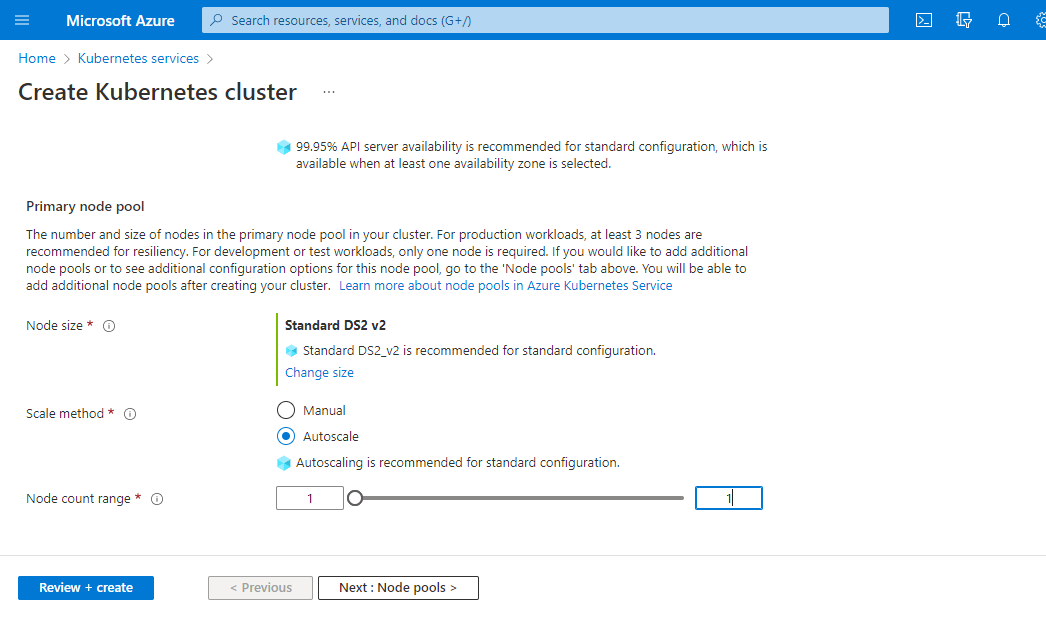 Microsoft Azure
Search resources, services, and docs (G+/)
Home > Kubernetes services >
Create Kubernetes cluster ...
99.95% API server availability is recommended for standard configuration, which is
available when at least one availability zone is selected.
Primary node pool
The number and size of nodes in the primary node pool in your cluster. For production workloads, at least 3 nodes are
recommended for resiliency. For development or test workloads, only one node is required. If you would like to add additional
node pools or to see additional configuration options for this node pool, go to the 'Node pools' tab above. You will be able to
add additional node pools after creating your cluster. Learn more about node pools in Azure Kubernetes Service
Node size *
Standard DS2 v2
Standard DS2_v2 is recommended for standard configuration.
Change size
Scale method *
Manual
Autoscale
Autoscaling is recommended for standard configuration.
Node count range *
1
1
Review + create
< Previous
Next : Node pools >